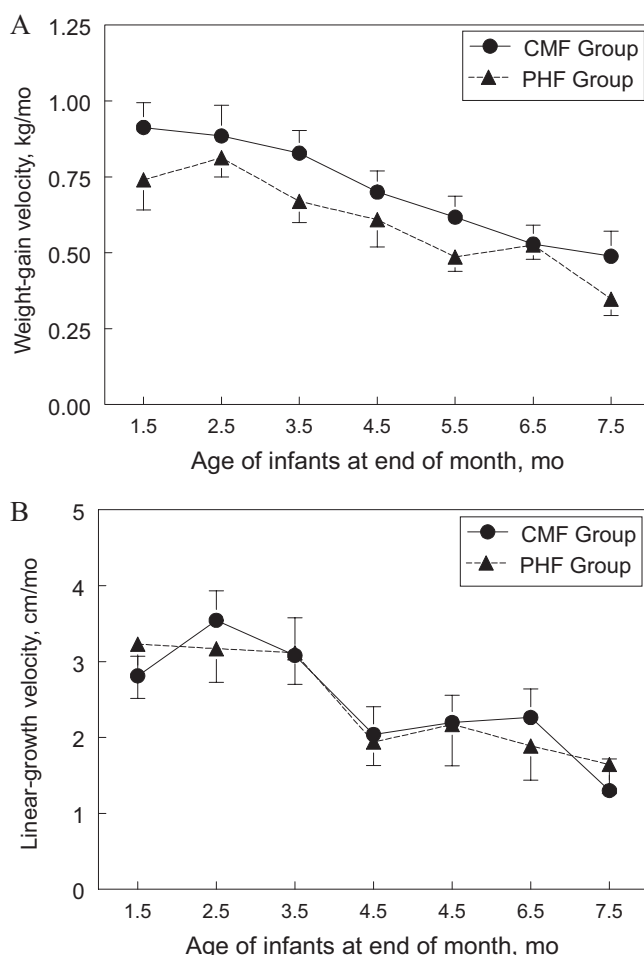 A
1.25
1.00
0.75
0.50
0.25
0.00
Weight-gain velocity, kg/mo
CMF Group
PHF Group
1.5 2.5 3.5 4.5 5.5 6.5 7.5
Age of infants at end of month, mo
B
5
4
3
2
1
0
Linear-growth velocity, cm/mo
CMF Group
PHF Group
1.5 2.5 3.5 4.5 4.5 6.5 7.5
Age of infants at end of month, mo